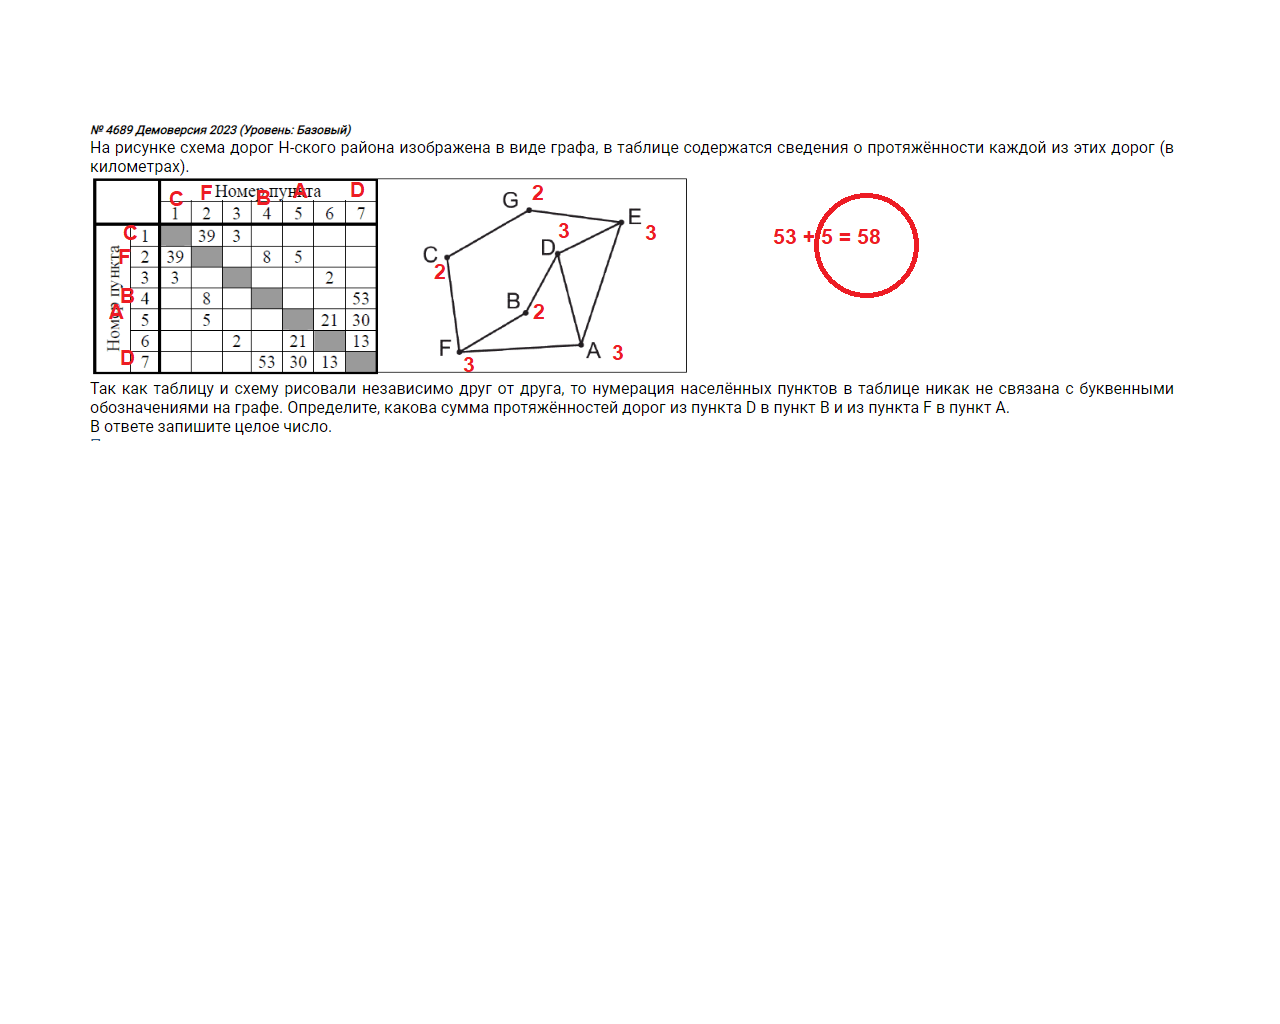 № 4689 Демоверсия 2023 (Уровень: Базовый)
На рисунке схема дорог Н-ского района изображена в виде графа, в таблице содержатся сведения о протяжённости каждой из этих дорог (в
километрах).
C F Номер пункта B A D
1 2 3 4 5 6 7
Номер пункта
C 1 39 3
F 2 39 8 5
3 3 2
B 4 8 53
A 5 5 21 30
6 2 21 13
D 7 53 30 13
G 2
E 3
3 D
C 2
B 2
F 3
A 3
53 + 5 = 58
Так как таблицу и схему рисовали независимо друг от друга, то нумерация населённых пунктов в таблице никак не связана с буквенными
обозначениями на графе. Определите, какова сумма протяжённостей дорог из пункта D в пункт B и из пункта F в пункт A.
В ответе запишите целое число.